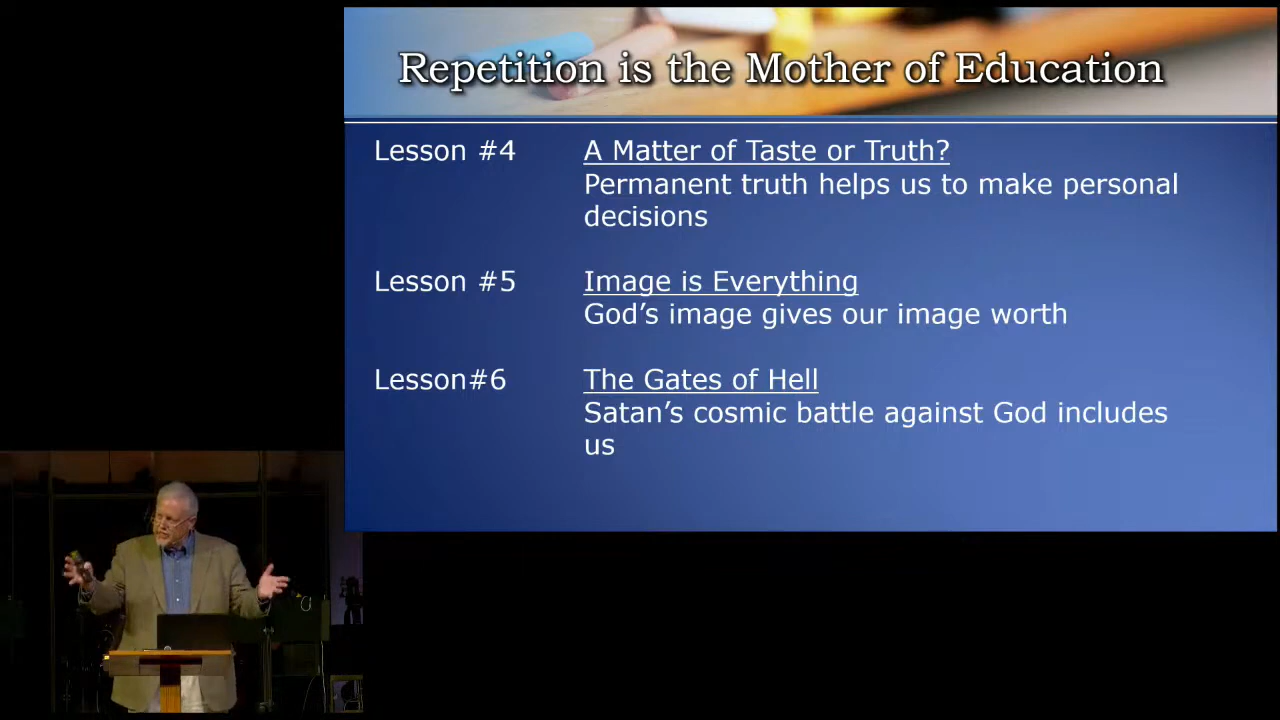 Repetition is the Mother of Education
Lesson #4 A Matter of Taste or Truth?
Permanent truth helps us to make personal
decisions
Lesson #5 Image is Everything
God’s image gives our image worth
Lesson#6 The Gates of Hell
Satan’s cosmic battle against God includes
us